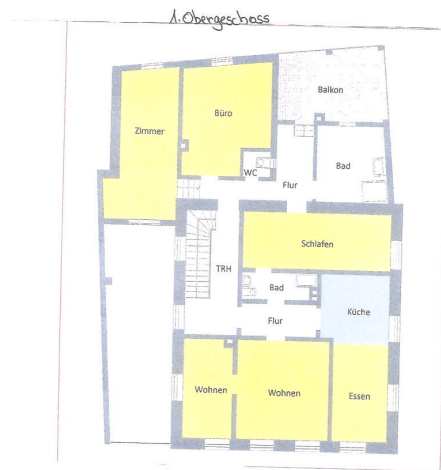 1. Obergeschoss
Balkon
Büro
Zimmer
Bad
WC
Flur
Schlafen
TRH
Bad
Küche
Flur
Wohnen
Wohnen
Essen